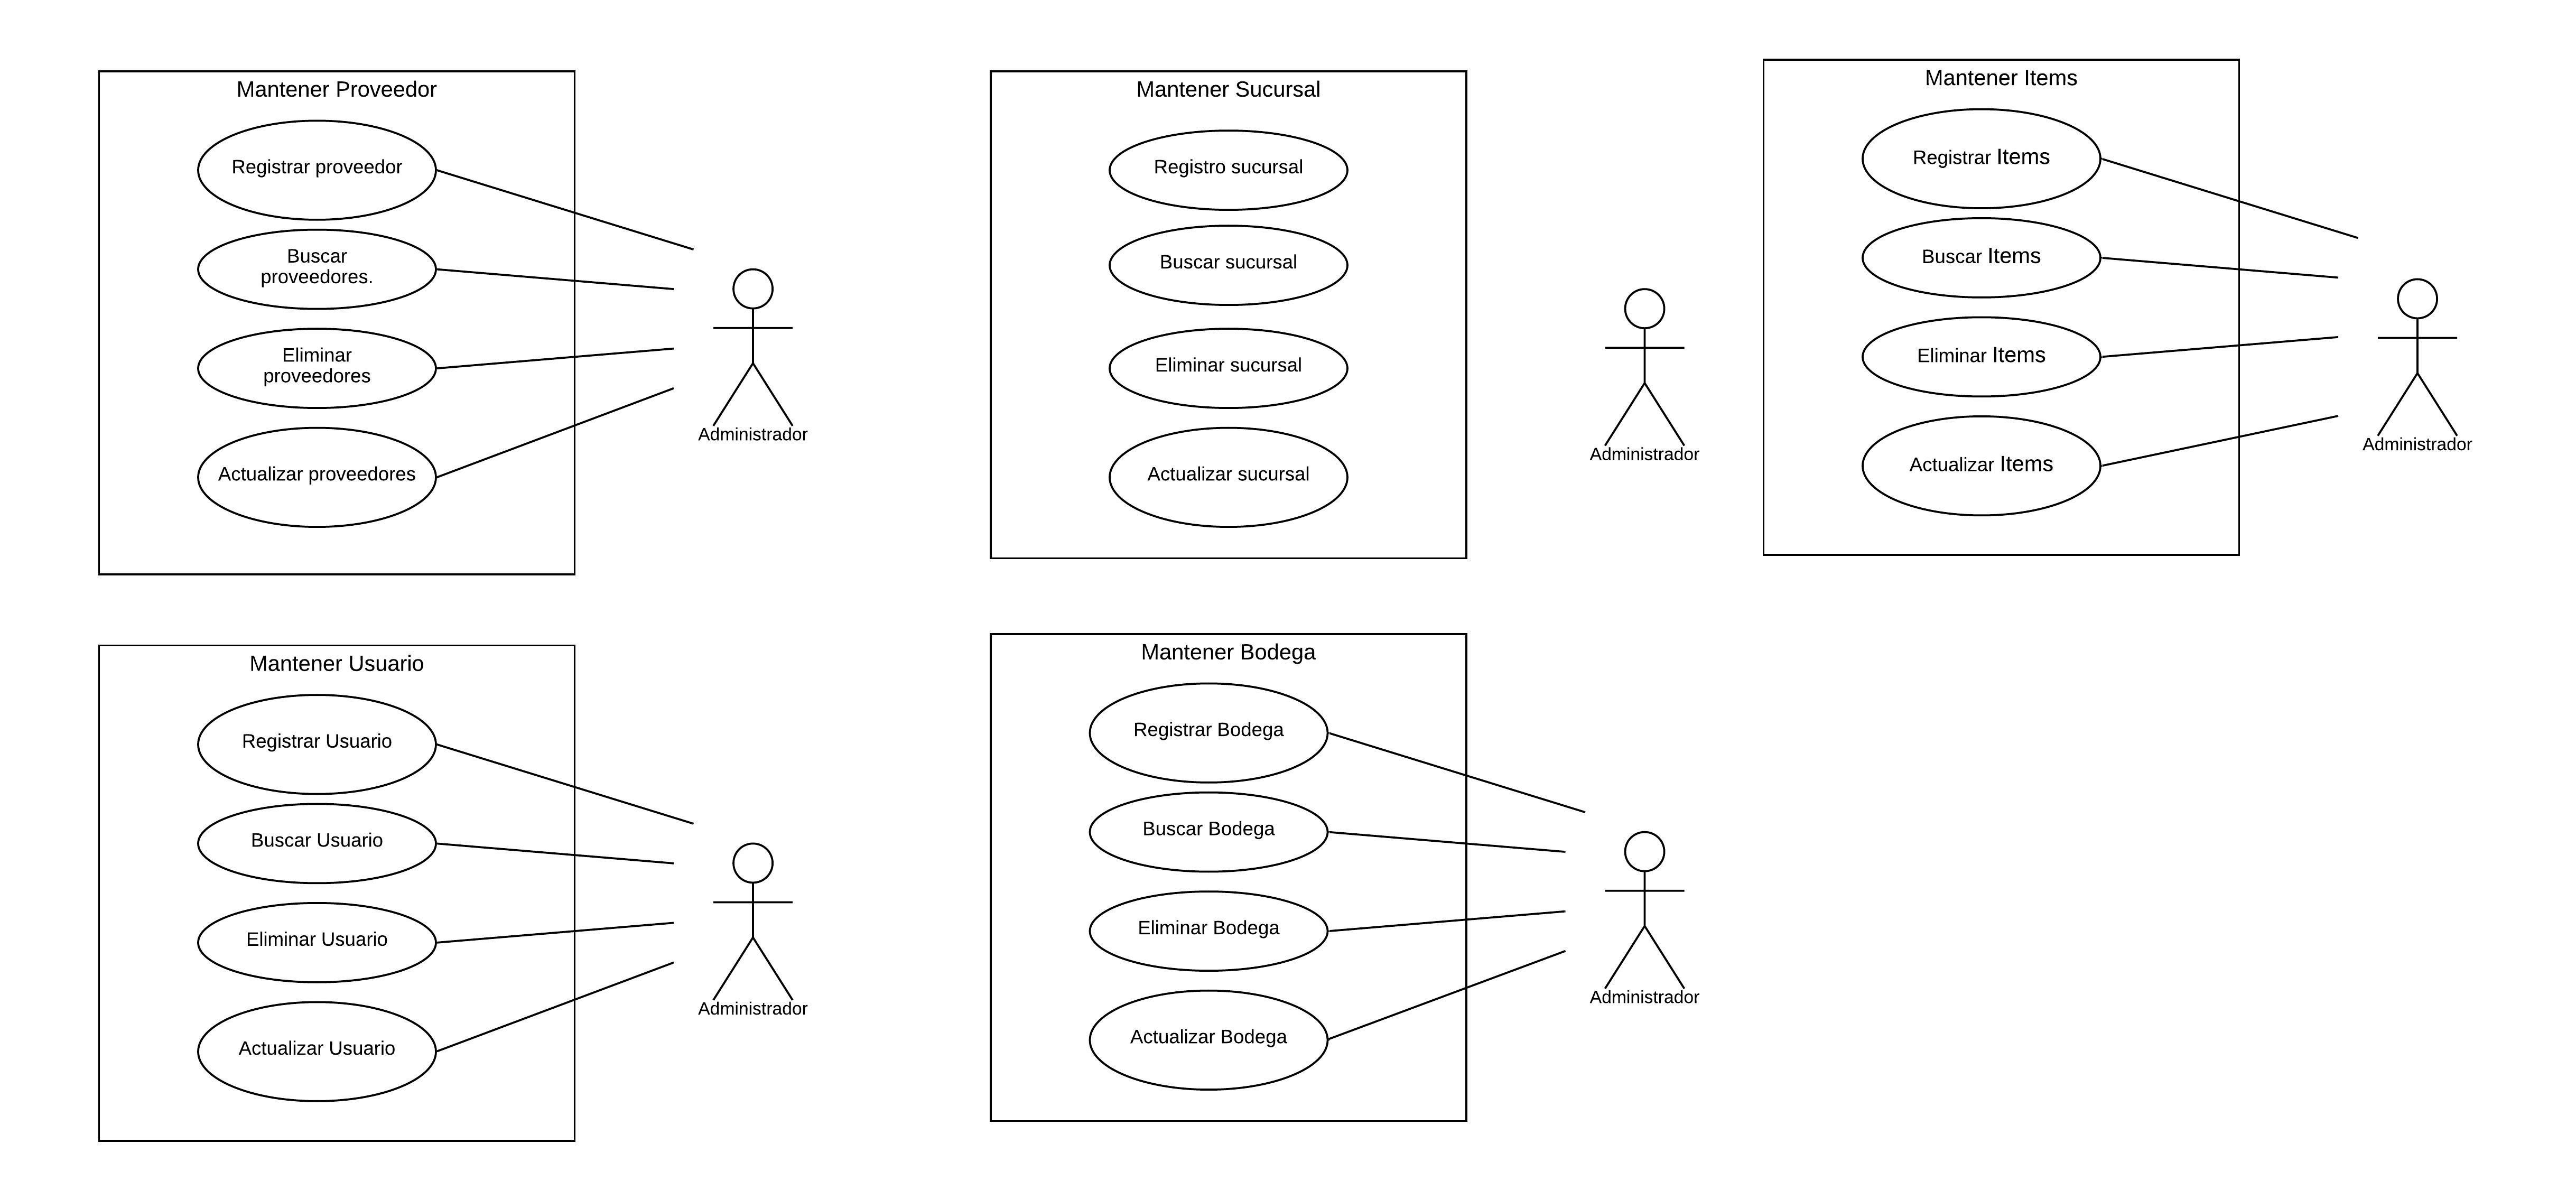 Mantener Proveedor
Registrar proveedor
Buscar
proveedores.
Eliminar
proveedores
Actualizar proveedores
Administrador
Mantener Sucursal
Registro sucursal
Buscar sucursal
Eliminar sucursal
Actualizar sucursal
Administrador
Mantener Items
Registrar Items
Buscar Items
Eliminar Items
Actualizar Items
Administrador
Mantener Usuario
Registrar Usuario
Buscar Usuario
Eliminar Usuario
Actualizar Usuario
Administrador
Mantener Bodega
Registrar Bodega
Buscar Bodega
Eliminar Bodega
Actualizar Bodega
Administrador